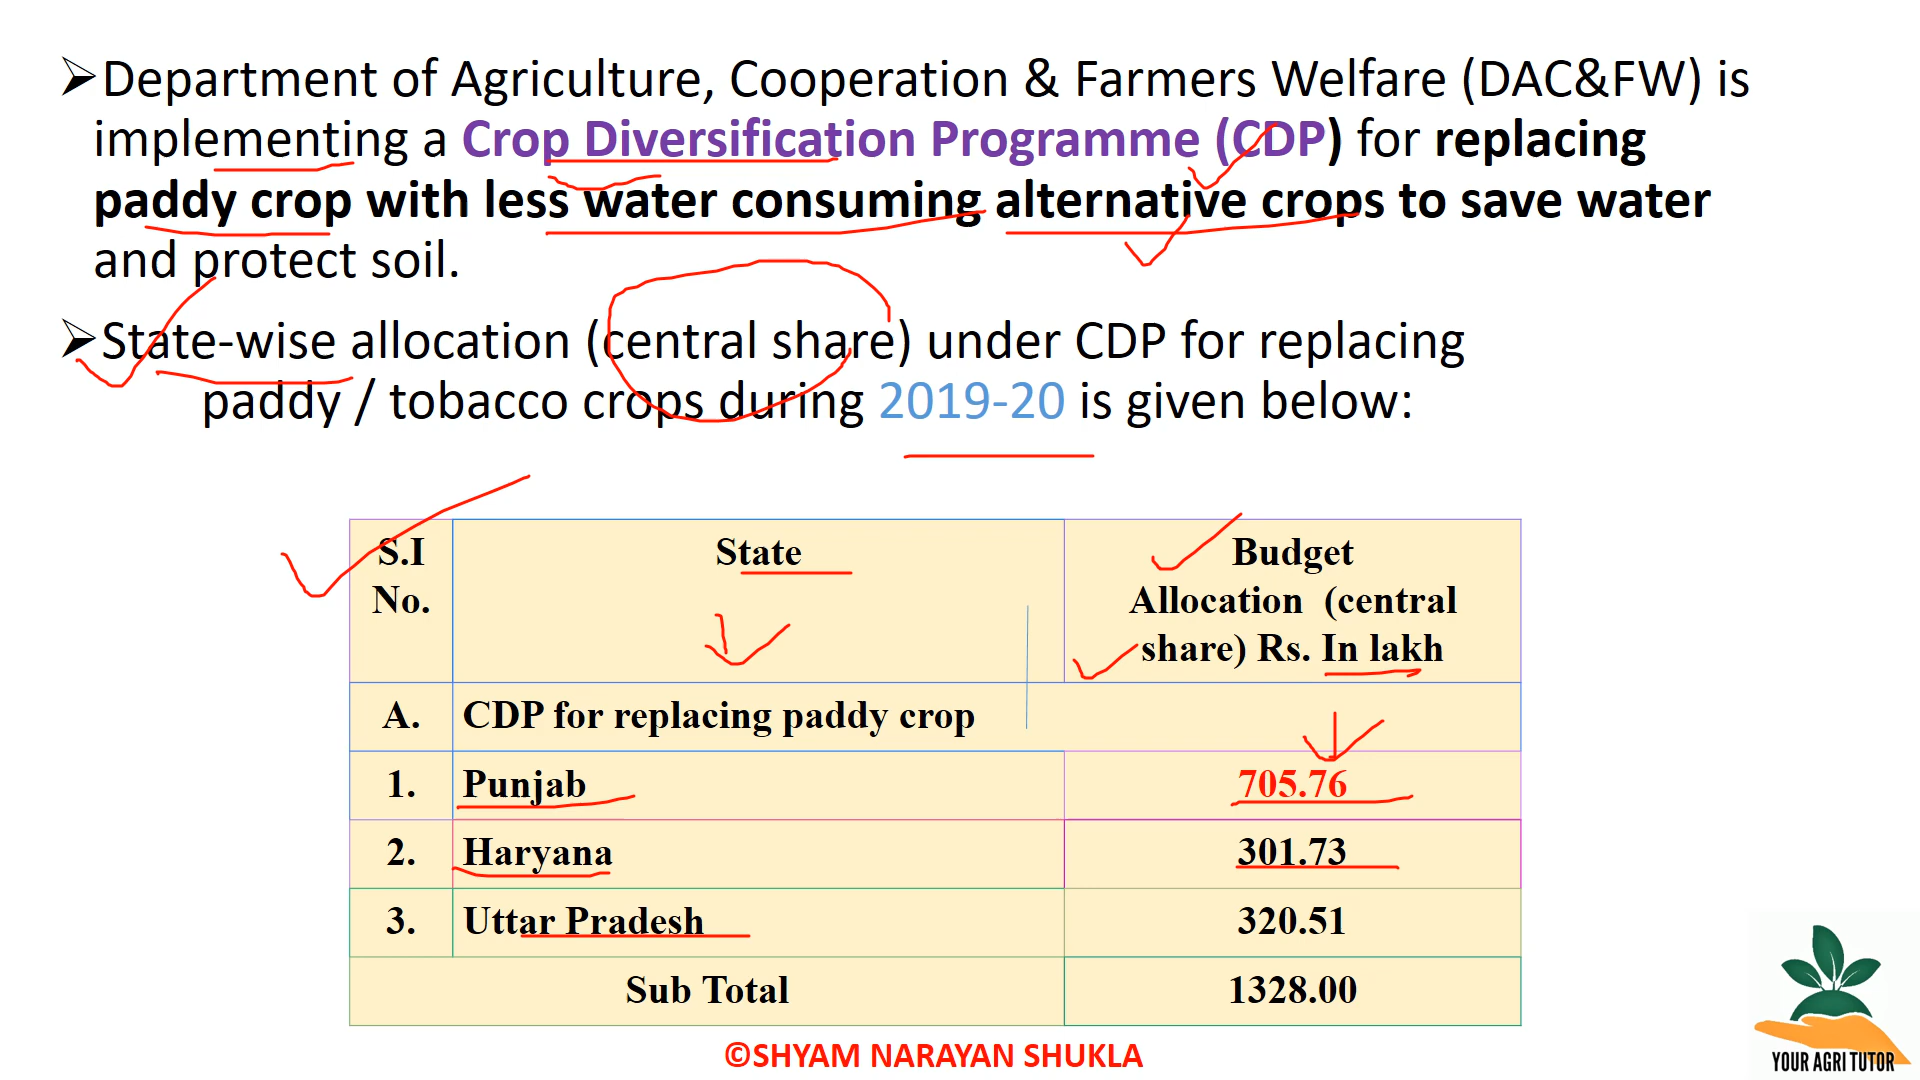 ➢Department of Agriculture, Cooperation & Farmers Welfare (DAC&FW) is
implementing a Crop Diversification Programme (CDP) for replacing
paddy crop with less water consuming alternative crops to save water
and protect soil.
➢State-wise allocation (central share) under CDP for replacing
paddy / tobacco crops during 2019-20 is given below:
S.I No. State Budget Allocation (central share) Rs. In lakh
A. CDP for replacing paddy crop
1. Punjab 705.76
2. Haryana 301.73
3. Uttar Pradesh 320.51
Sub Total 1328.00
©SHYAM NARAYAN SHUKLA
YOUR AGRI TUTOR